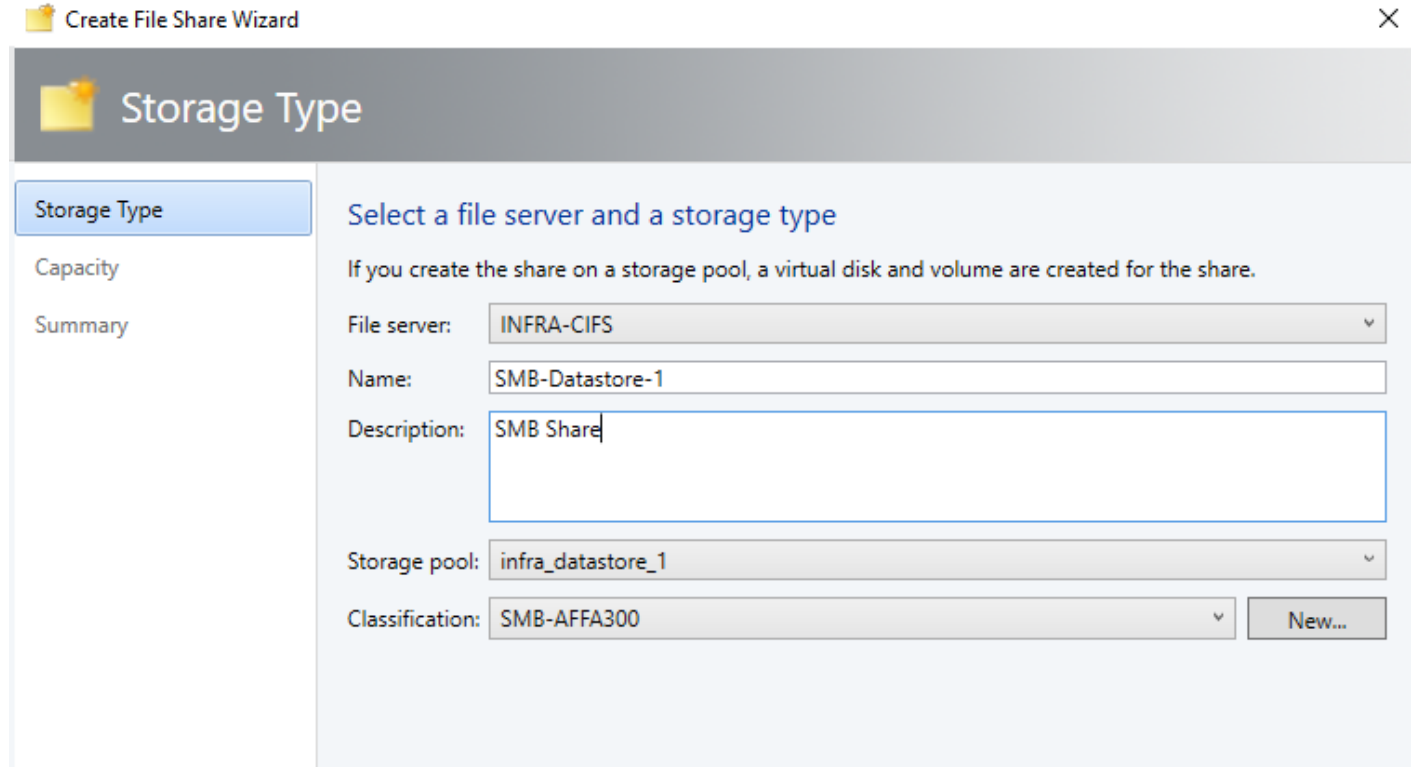 Create File Share Wizard
Storage Type
Storage Type
Capacity
Summary
Select a file server and a storage type
If you create the share on a storage pool, a virtual disk and volume are created for the share.
File server: INFRA-CIFS
Name: SMB-Datastore-1
Description: SMB Share
Storage pool: infra_datastore_1
Classification: SMB-AFFA300 New...